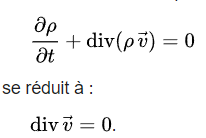 ∂ρ/∂t + div(ρ v⃗) = 0
se réduit à :
div v⃗ = 0.